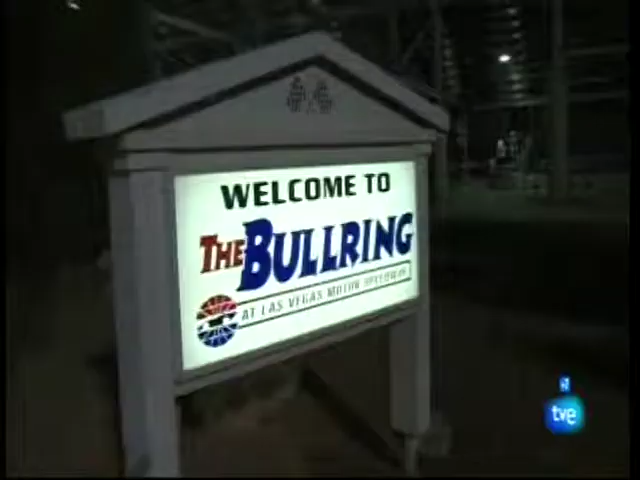 WELCOME TO
THE BULLRING
AT LAS VEGAS MOTOR SPEEDWAY
tve